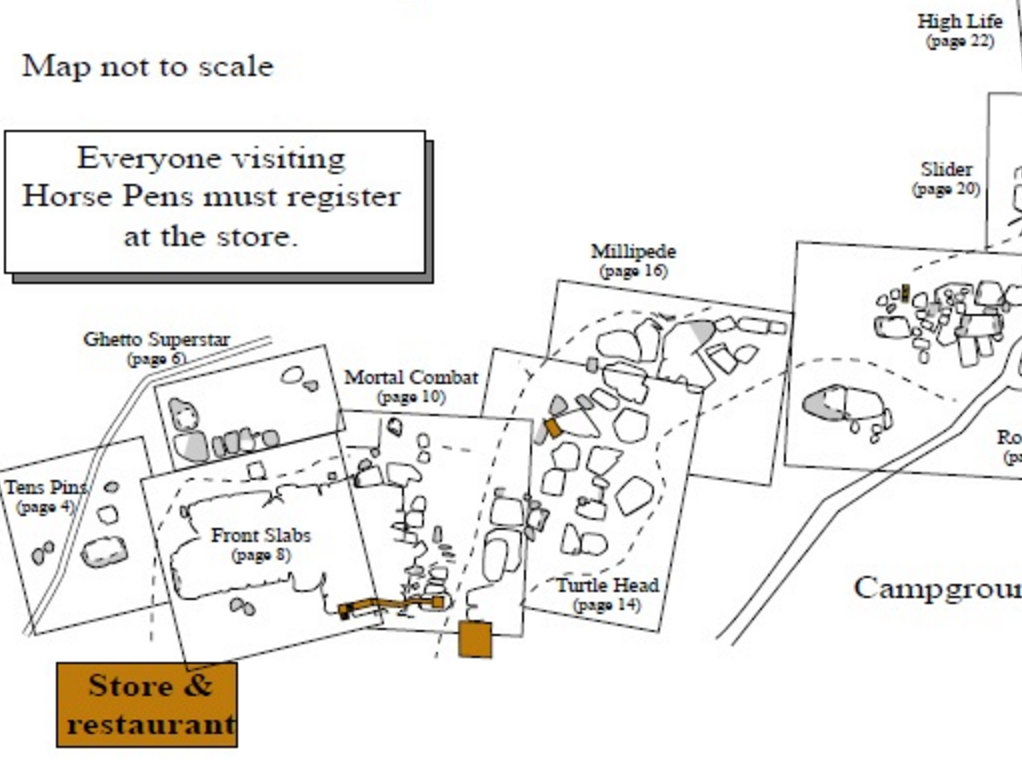 High Life
(page 22)
Map not to scale
Everyone visiting
Horse Pens must register
at the store.
Slider
(page 20)
Millipede
(page 16)
Ghetto Superstar
(page 6)
Mortal Combat
(page 10)
Tens Pins
(page 4)
Front Slabs
(page 8)
Turtle Head
(page 14)
Store &
restaurant